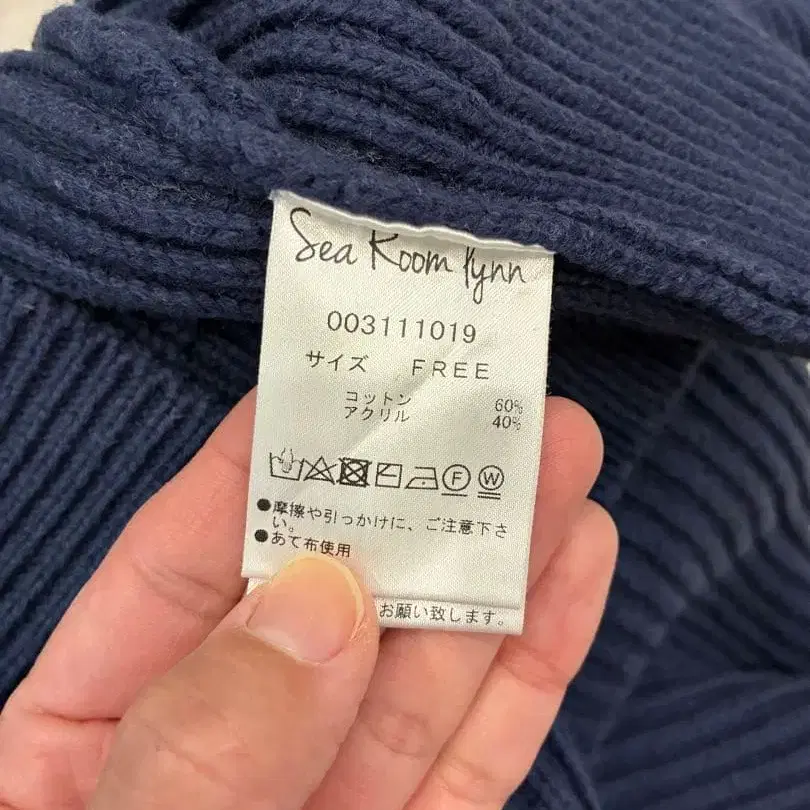 Sea Room lynn
003111019
サイズ FREE
コットン 60%
アクリル 40%
F W
●摩擦や引っかけに、ご注意下さ
い。
●あて布使用
お願い致します。